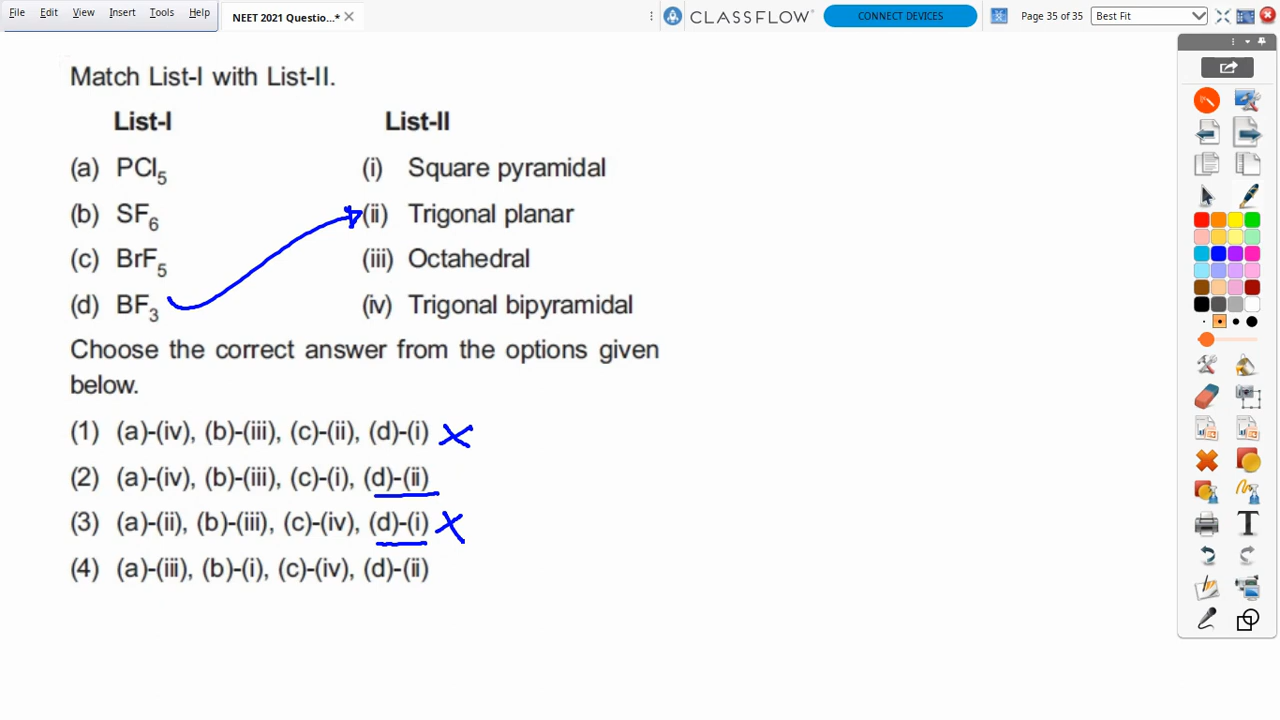 File Edit View Insert Tools Help NEET 2021 Questio...* CLASSFLOW CONNECT DEVICES Page 35 of 35 Best Fit
Match List-I with List-II.
List-I List-II
(a) PCl₅ (i) Square pyramidal
(b) SF₆ (ii) Trigonal planar
(c) BrF₅ (iii) Octahedral
(d) BF₃ (iv) Trigonal bipyramidal
Choose the correct answer from the options given
below.
(1) (a)-(iv), (b)-(iii), (c)-(ii), (d)-(i) ×
(2) (a)-(iv), (b)-(iii), (c)-(i), (d)-(ii)
(3) (a)-(ii), (b)-(iii), (c)-(iv), (d)-(i) ×
(4) (a)-(iii), (b)-(i), (c)-(iv), (d)-(ii)